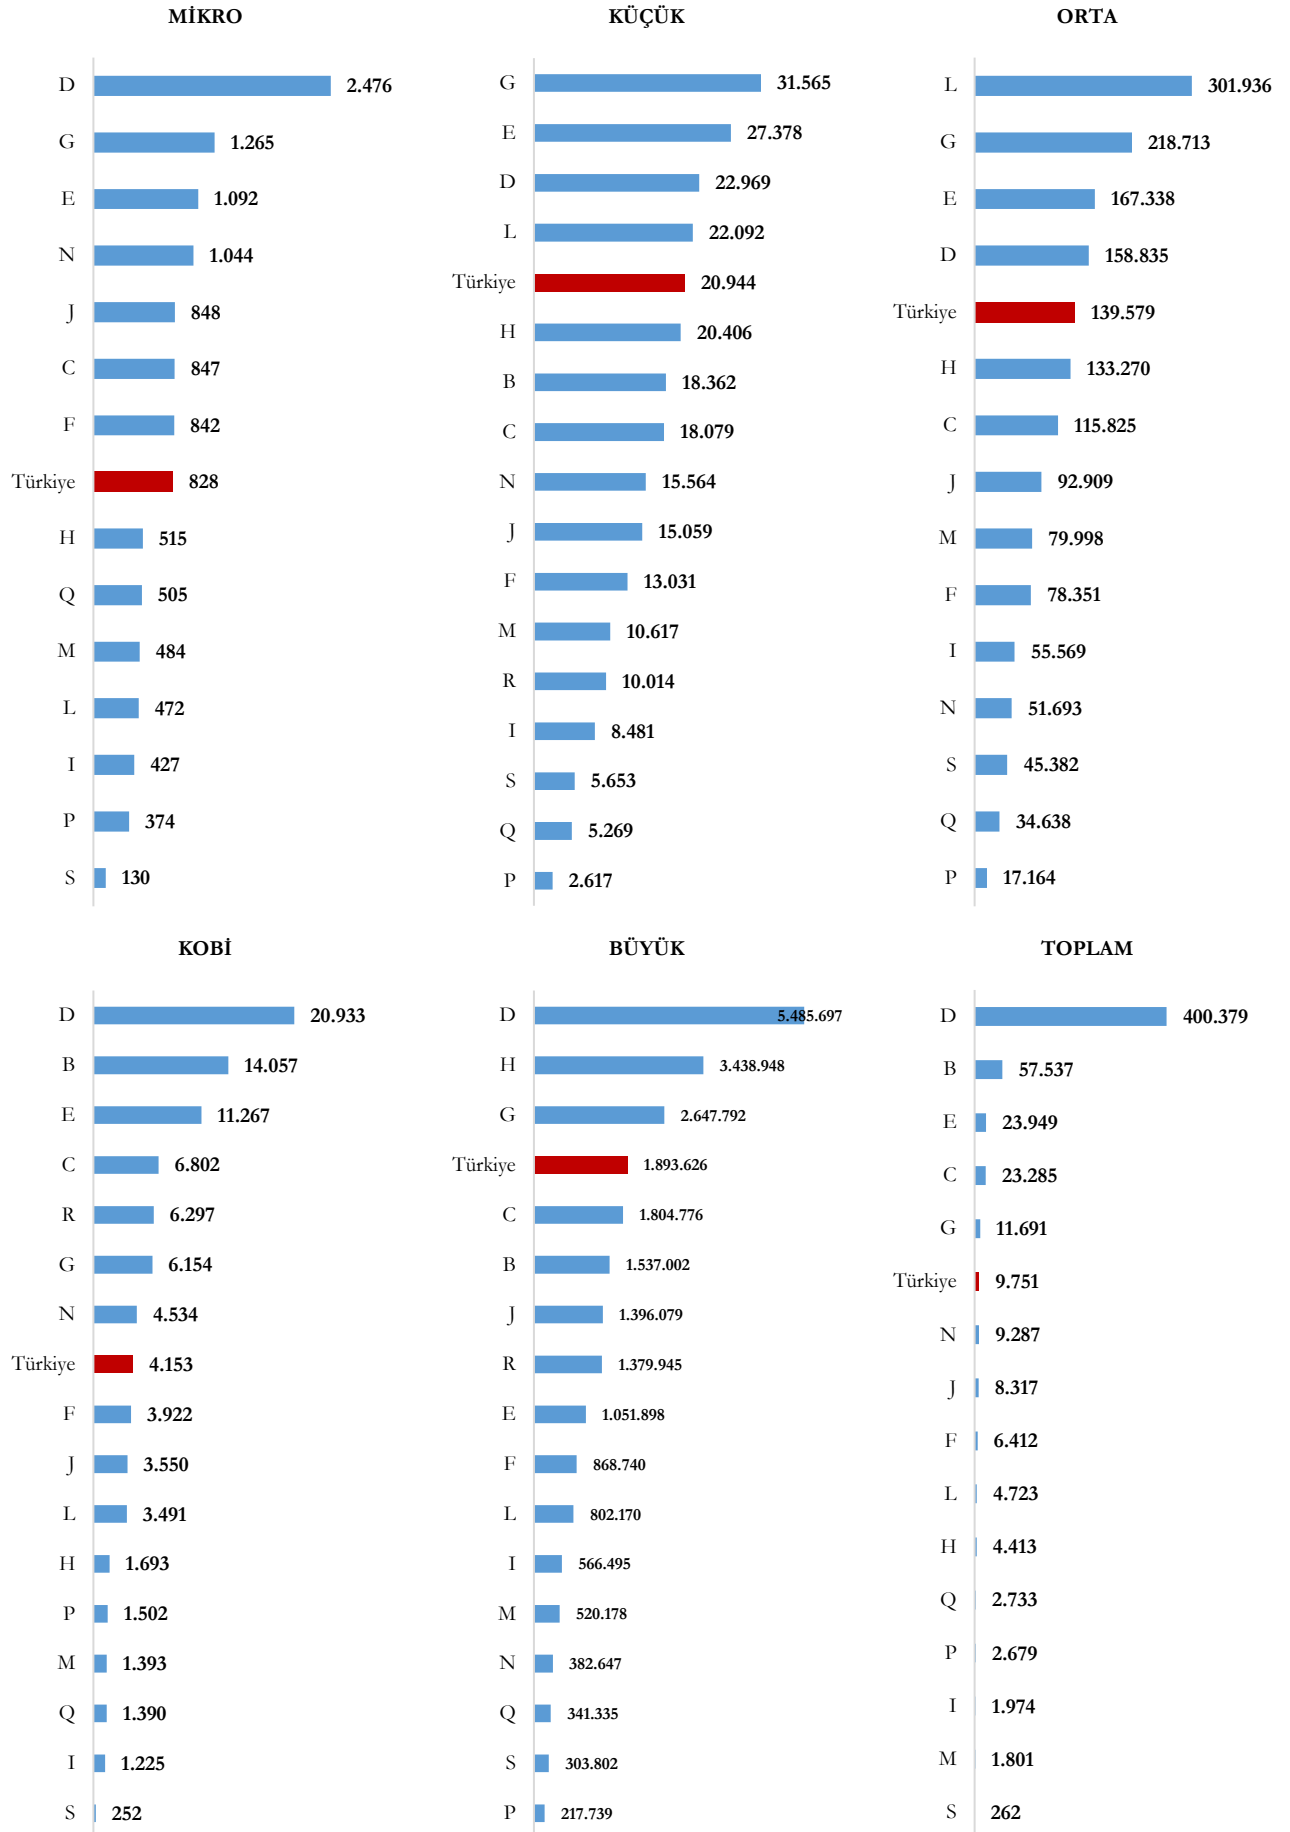 MİKRO
D 2.476
G 1.265
E 1.092
N 1.044
J 848
C 847
F 842
Türkiye 828
H 515
Q 505
M 484
L 472
I 427
P 374
S 130
KÜÇÜK
G 31.565
E 27.378
D 22.969
L 22.092
Türkiye 20.944
H 20.406
B 18.362
C 18.079
N 15.564
J 15.059
F 13.031
M 10.617
R 10.014
I 8.481
S 5.653
Q 5.269
P 2.617
ORTA
L 301.936
G 218.713
E 167.338
D 158.835
Türkiye 139.579
H 133.270
C 115.825
J 92.909
M 79.998
F 78.351
I 55.569
N 51.693
S 45.382
Q 34.638
P 17.164
KOBİ
D 20.933
B 14.057
E 11.267
C 6.802
R 6.297
G 6.154
N 4.534
Türkiye 4.153
F 3.922
J 3.550
L 3.491
H 1.693
P 1.502
M 1.393
Q 1.390
I 1.225
S 252
BÜYÜK
D 5.485.697
H 3.438.948
G 2.647.792
Türkiye 1.893.626
C 1.804.776
B 1.537.002
J 1.396.079
R 1.379.945
E 1.051.898
F 868.740
L 802.170
I 566.495
M 520.178
N 382.647
Q 341.335
S 303.802
P 217.739
TOPLAM
D 400.379
B 57.537
E 23.949
C 23.285
G 11.691
Türkiye 9.751
N 9.287
J 8.317
F 6.412
L 4.723
H 4.413
Q 2.733
P 2.679
I 1.974
M 1.801
S 262